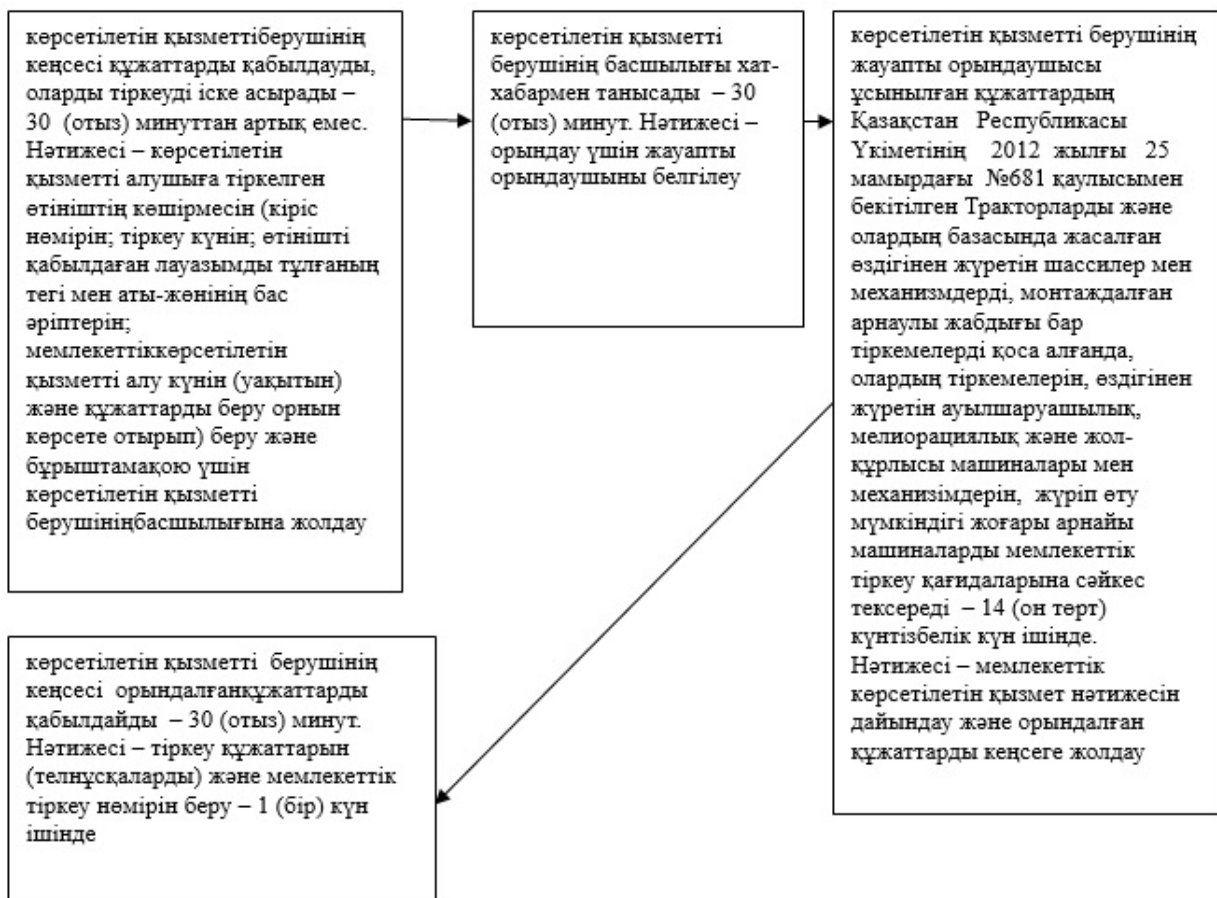 көрсетілетін қызметтіберушінің
кеңсесі құжаттарды қабылдауды,
оларды тіркеуді іске асырады –
30 (отыз) минуттан артық емес.
Нәтижесі – көрсетілетін
қызметті алушыға тіркелген
өтініштің көшірмесін (кіріс
нөмірін; тіркеу күнін; өтінішті
қабылдаған лауазымды тұлғаның
тегі мен аты-жөнінің бас
әріптерін;
мемлекеттіккөрсетілетін
қызметті алу күнін (уақытын)
және құжаттарды беру орнын
көрсете отырып) беру және
бұрыштамақою үшін
көрсетілетін қызметті
берушініңбасшылығына жолдау
көрсетілетін қызметті
берушінің басшылығы хат-
хабармен танысады – 30
(отыз) минут. Нәтижесі –
орындау үшін жауапты
орындаушыны белгілеу
көрсетілетін қызметті берушінің
жауапты орындаушысы
ұсынылған құжаттардың
Қазақстан Республикасы
Үкіметінің 2012 жылғы 25
мамырдағы №681 қаулысымен
бекітілген Тракторларды және
олардың базасында жасалған
өздігінен жүретін шассилер мен
механизмдерді, монтаждалған
арнаулы жабдығы бар
тіркемелерді қоса алғанда,
олардың тіркемелерін, өздігінен
жүретін ауылшаруашылық,
мелиорациялық және жол-
құрлысы машиналары мен
механизімдерін, жүріп өту
мүмкіндігі жоғары арнайы
машиналарды мемлекеттік
тіркеу қағидаларына сәйкес
тексереді – 14 (он төрт)
күнтізбелік күн ішінде.
Нәтижесі – мемлекеттік
көрсетілетін қызмет нәтижесін
дайындау және орындалған
құжаттарды кеңсеге жолдау
көрсетілетін қызметті берушінің
кеңсесі орындалғанқұжаттарды
қабылдайды – 30 (отыз) минут.
Нәтижесі – тіркеу құжаттарын
(телнұсқаларды) және мемлекеттік
тіркеу нөмірін беру – 1 (бір) күн
ішінде